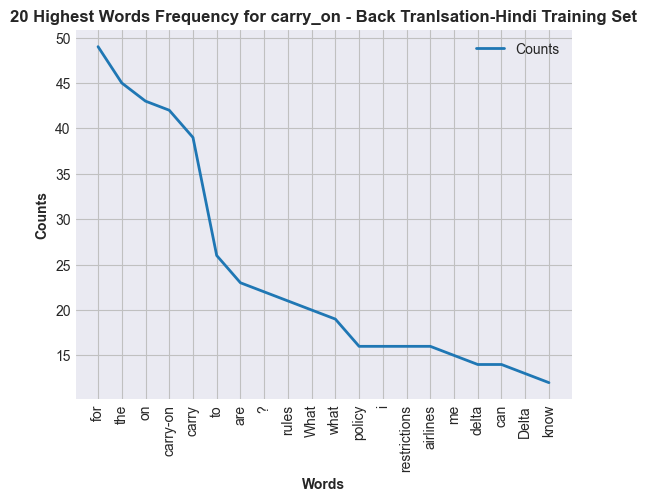 20 Highest Words Frequency for carry_on - Back Tranlsation-Hindi Training Set
Counts
50
45
40
35
30
25
20
15
Counts
for
the
on
carry-on
carry
to
are
?
rules
What
what
policy
i
restrictions
airlines
me
delta
can
Delta
know
Words